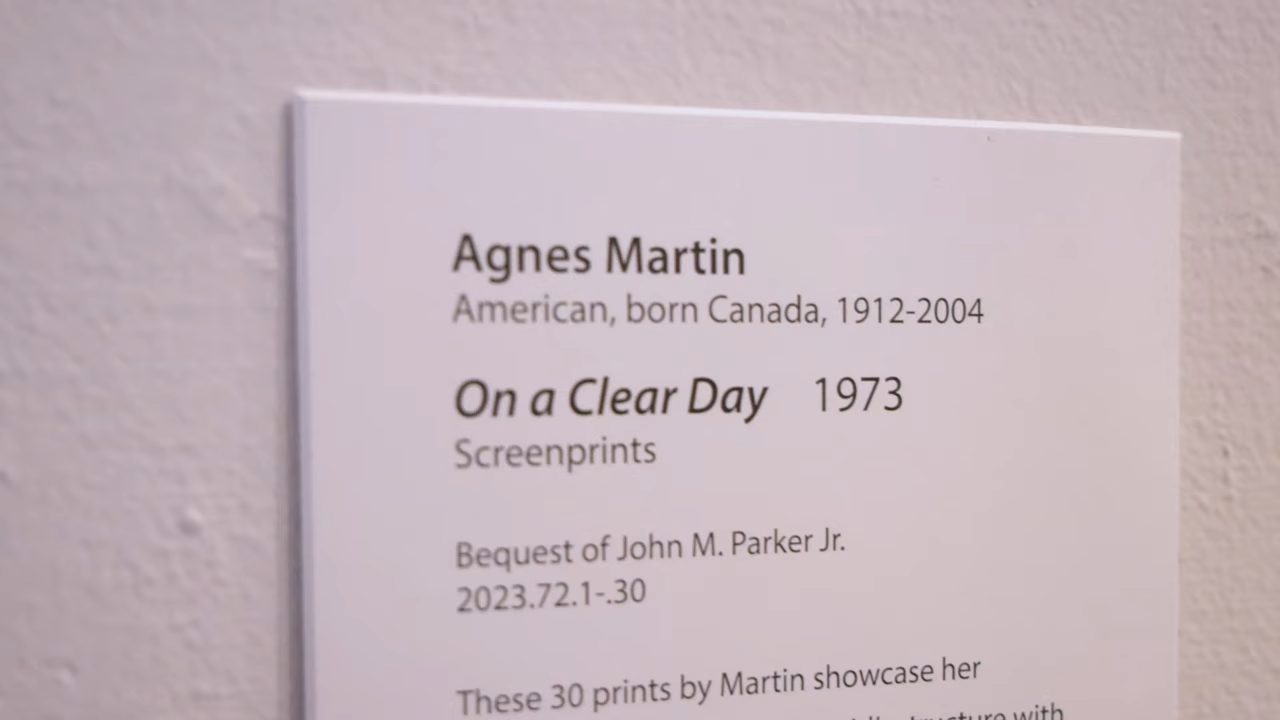 Agnes Martin
American, born Canada, 1912-2004
On a Clear Day 1973
Screenprints
Bequest of John M. Parker Jr.
2023.72.1-.30
These 30 prints by Martin showcase her
with